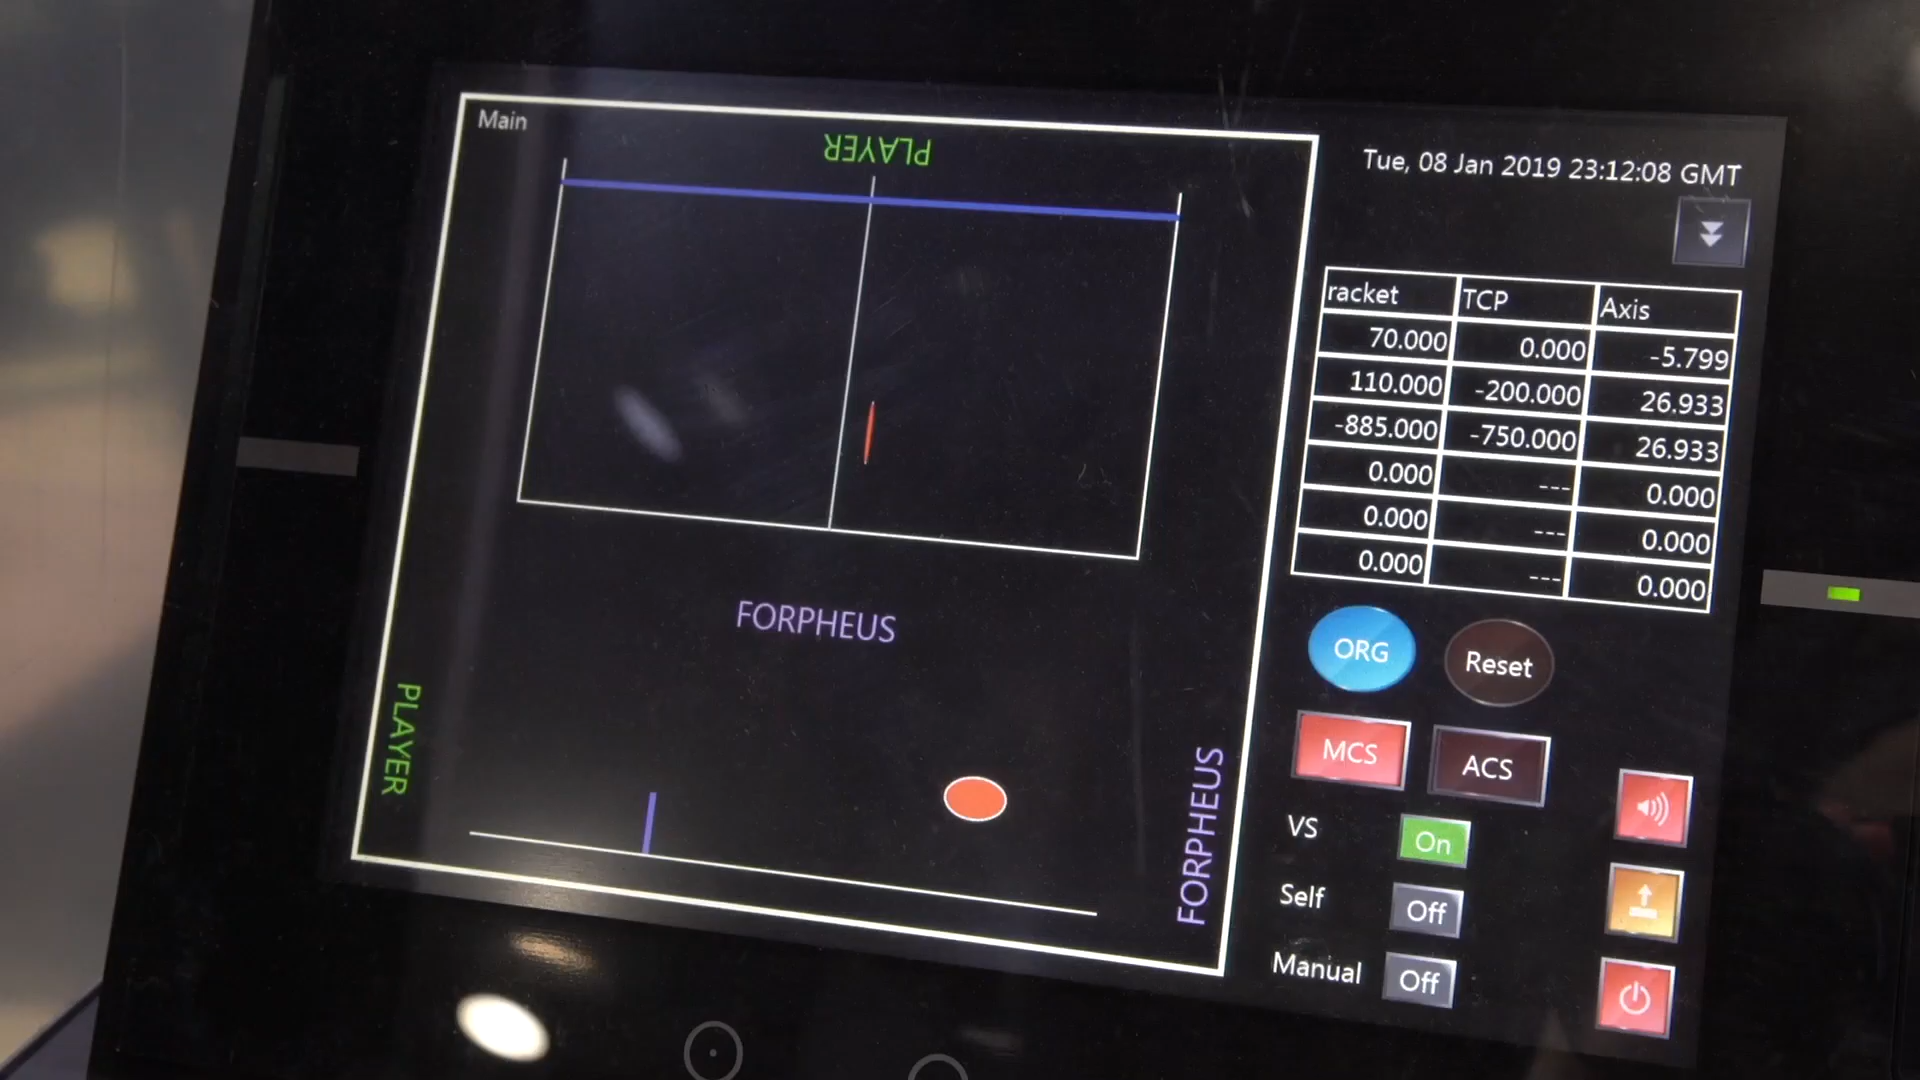 Main
PLAYER
FORPHEUS
PLAYER
FORPHEUS
Tue, 08 Jan 2019 23:12:08 GMT
racket TCP Axis
70.000 0.000 -5.799
110.000 -200.000 26.933
-885.000 -750.000 26.933
0.000 --- 0.000
0.000 --- 0.000
0.000 --- 0.000
ORG Reset
MCS ACS
VS On
Self Off
Manual Off